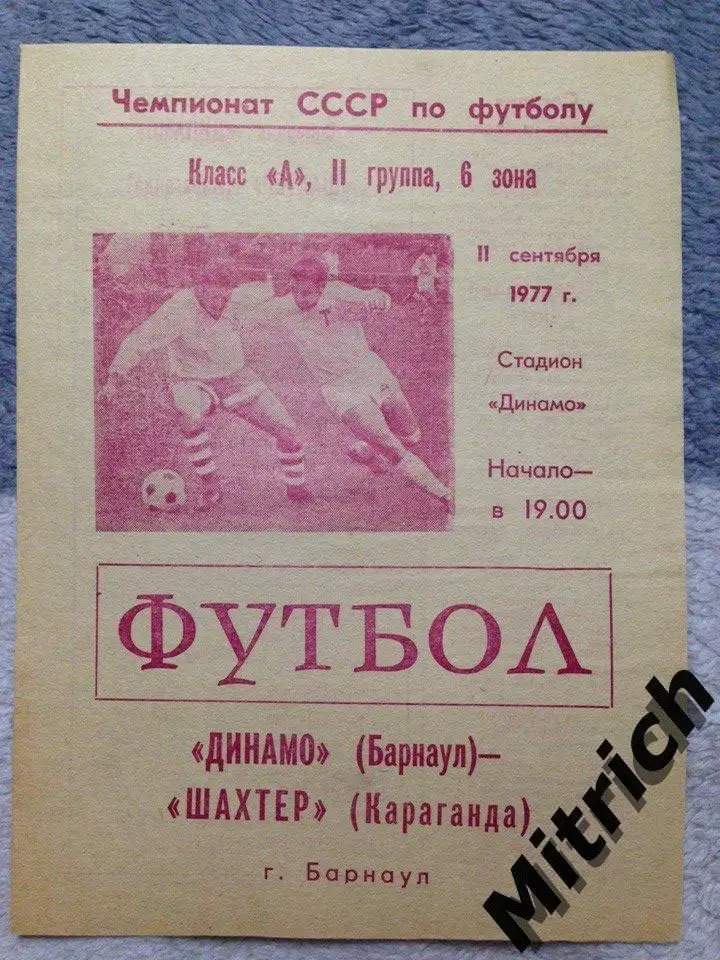 Чемпионат СССР по футболу
Класс «А», II группа, 6 зона
11 сентября
1977 г.
Стадион
«Динамо»
Начало—
в 19.00
ФУТБОЛ
«ДИНАМО» (Барнаул)—
«ШАХТЕР» (Караганда)
г. Барнаул
Mitrich